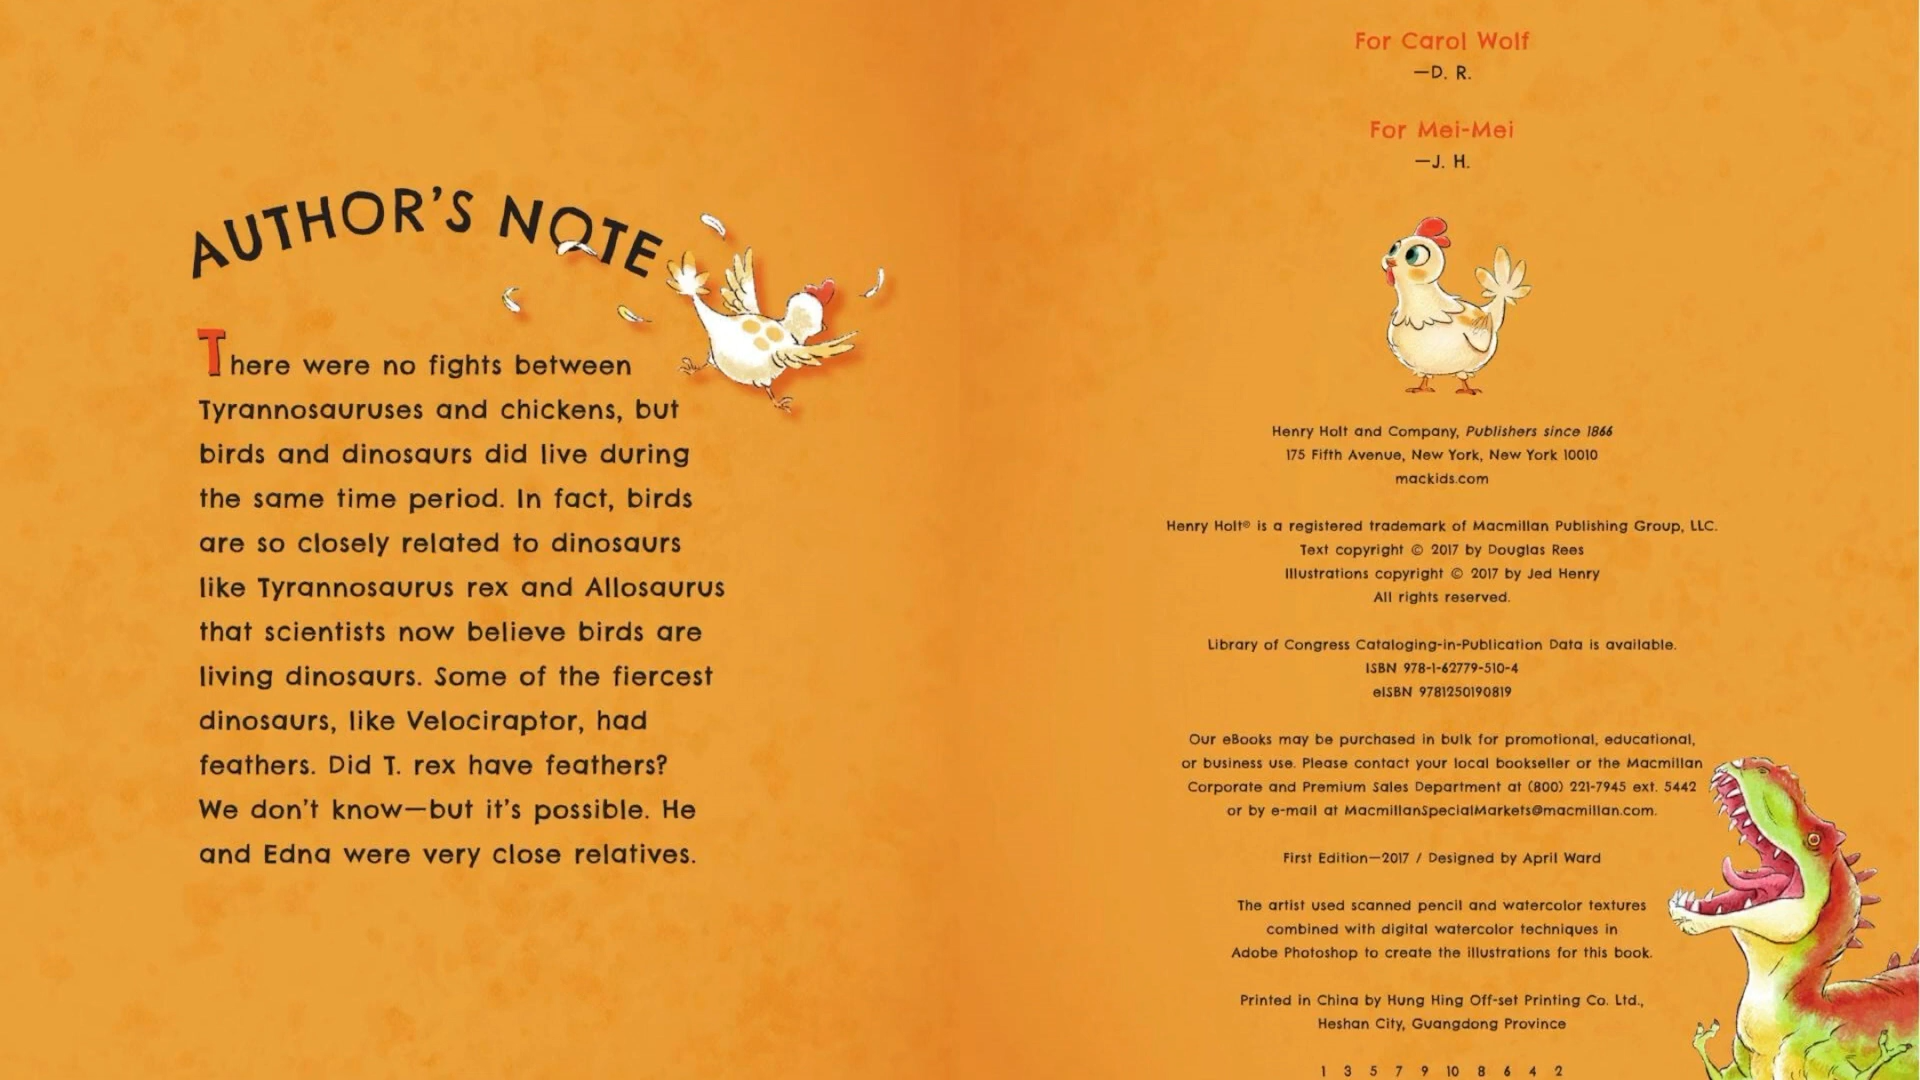 AUTHOR'S NOTE
There were no fights between
Tyrannosauruses and chickens, but
birds and dinosaurs did live during
the same time period. In fact, birds
are so closely related to dinosaurs
like Tyrannosaurus rex and Allosaurus
that scientists now believe birds are
living dinosaurs. Some of the fiercest
dinosaurs, like Velociraptor, had
feathers. Did T. rex have feathers?
We don't know—but it's possible. He
and Edna were very close relatives.
For Carol Wolf
—D. R.
For Mei-Mei
—J. H.
Henry Holt and Company, Publishers since 1866
175 Fifth Avenue, New York, New York 10010
mackids.com
Henry Holt® is a registered trademark of Macmillan Publishing Group, LLC.
Text copyright © 2017 by Douglas Rees
Illustrations copyright © 2017 by Jed Henry
All rights reserved.
Library of Congress Cataloging-in-Publication Data is available.
ISBN 978-1-62779-510-4
eISBN 9781250190819
Our eBooks may be purchased in bulk for promotional, educational,
or business use. Please contact your local bookseller or the Macmillan
Corporate and Premium Sales Department at (800) 221-7945 ext. 5442
or by e-mail at MacmillanSpecialMarkets@macmillan.com.
First Edition—2017 / Designed by April Ward
The artist used scanned pencil and watercolor textures
combined with digital watercolor techniques in
Adobe Photoshop to create the illustrations for this book.
Printed in China by Hung Hing Off-set Printing Co. Ltd.,
Heshan City, Guangdong Province
1 3 5 7 9 10 8 6 4 2